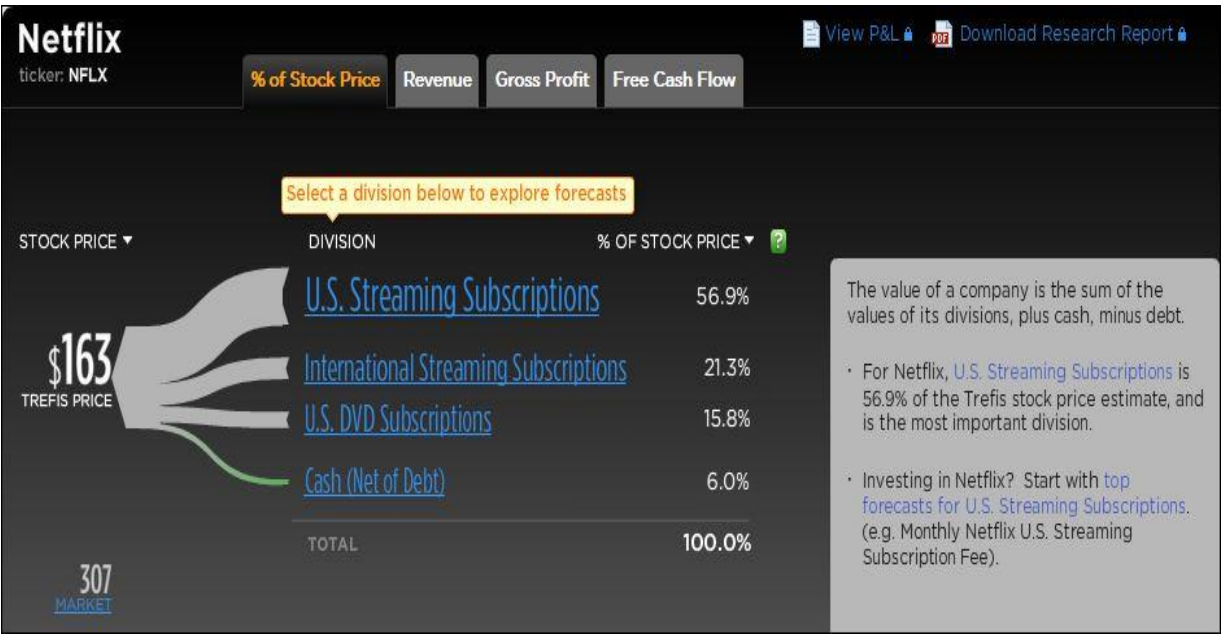 Netflix
ticker: NFLX
View P&L
PDF
Download Research Report
% of Stock Price
Revenue
Gross Profit
Free Cash Flow
Select a division below to explore forecasts
STOCK PRICE
DIVISION
% OF STOCK PRICE
?
$163
TREFIS PRICE
U.S. Streaming Subscriptions
56.9%
International Streaming Subscriptions
21.3%
U.S. DVD Subscriptions
15.8%
Cash (Net of Debt)
6.0%
TOTAL
100.0%
307
MARKET
The value of a company is the sum of the
values of its divisions, plus cash, minus debt.
· For Netflix, U.S. Streaming Subscriptions is
56.9% of the Trefis stock price estimate, and
is the most important division.
· Investing in Netflix? Start with top
forecasts for U.S. Streaming Subscriptions.
(e.g. Monthly Netflix U.S. Streaming
Subscription Fee).